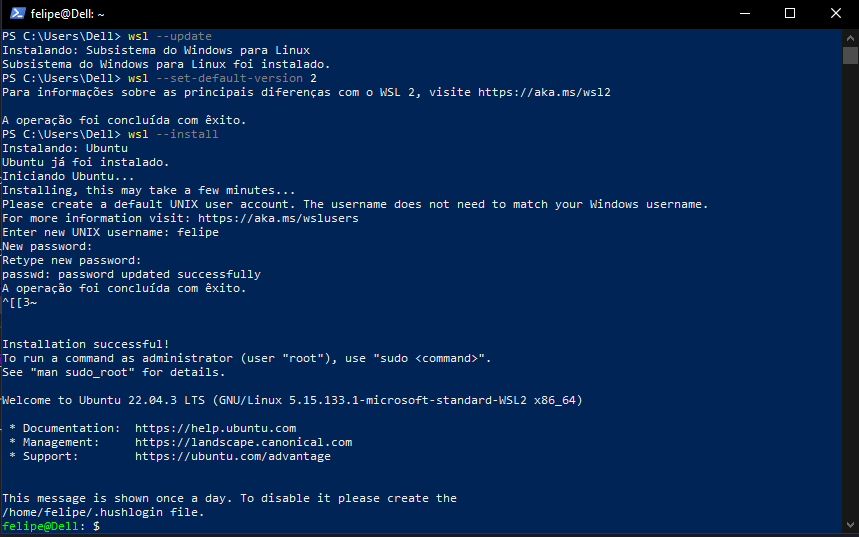 felipe@Dell: ~
PS C:\Users\Dell> wsl --update
Instalando: Subsistema do Windows para Linux
Subsistema do Windows para Linux foi instalado.
PS C:\Users\Dell> wsl --set-default-version 2
Para informações sobre as principais diferenças com o WSL 2, visite https://aka.ms/wsl2
A operação foi concluída com êxito.
PS C:\Users\Dell> wsl --install
Instalando: Ubuntu
Ubuntu já foi instalado.
Iniciando Ubuntu...
Installing, this may take a few minutes...
Please create a default UNIX user account. The username does not need to match your Windows username.
For more information visit: https://aka.ms/wslusers
Enter new UNIX username: felipe
New password:
Retype new password:
passwd: password updated successfully
A operação foi concluída com êxito.
^[[3~
Installation successful!
To run a command as administrator (user "root"), use "sudo <command>".
See "man sudo_root" for details.
Welcome to Ubuntu 22.04.3 LTS (GNU/Linux 5.15.133.1-microsoft-standard-WSL2 x86_64)
* Documentation:  https://help.ubuntu.com
* Management:     https://landscape.canonical.com
* Support:        https://ubuntu.com/advantage
This message is shown once a day. To disable it please create the
/home/felipe/.hushlogin file.
felipe@Dell: $